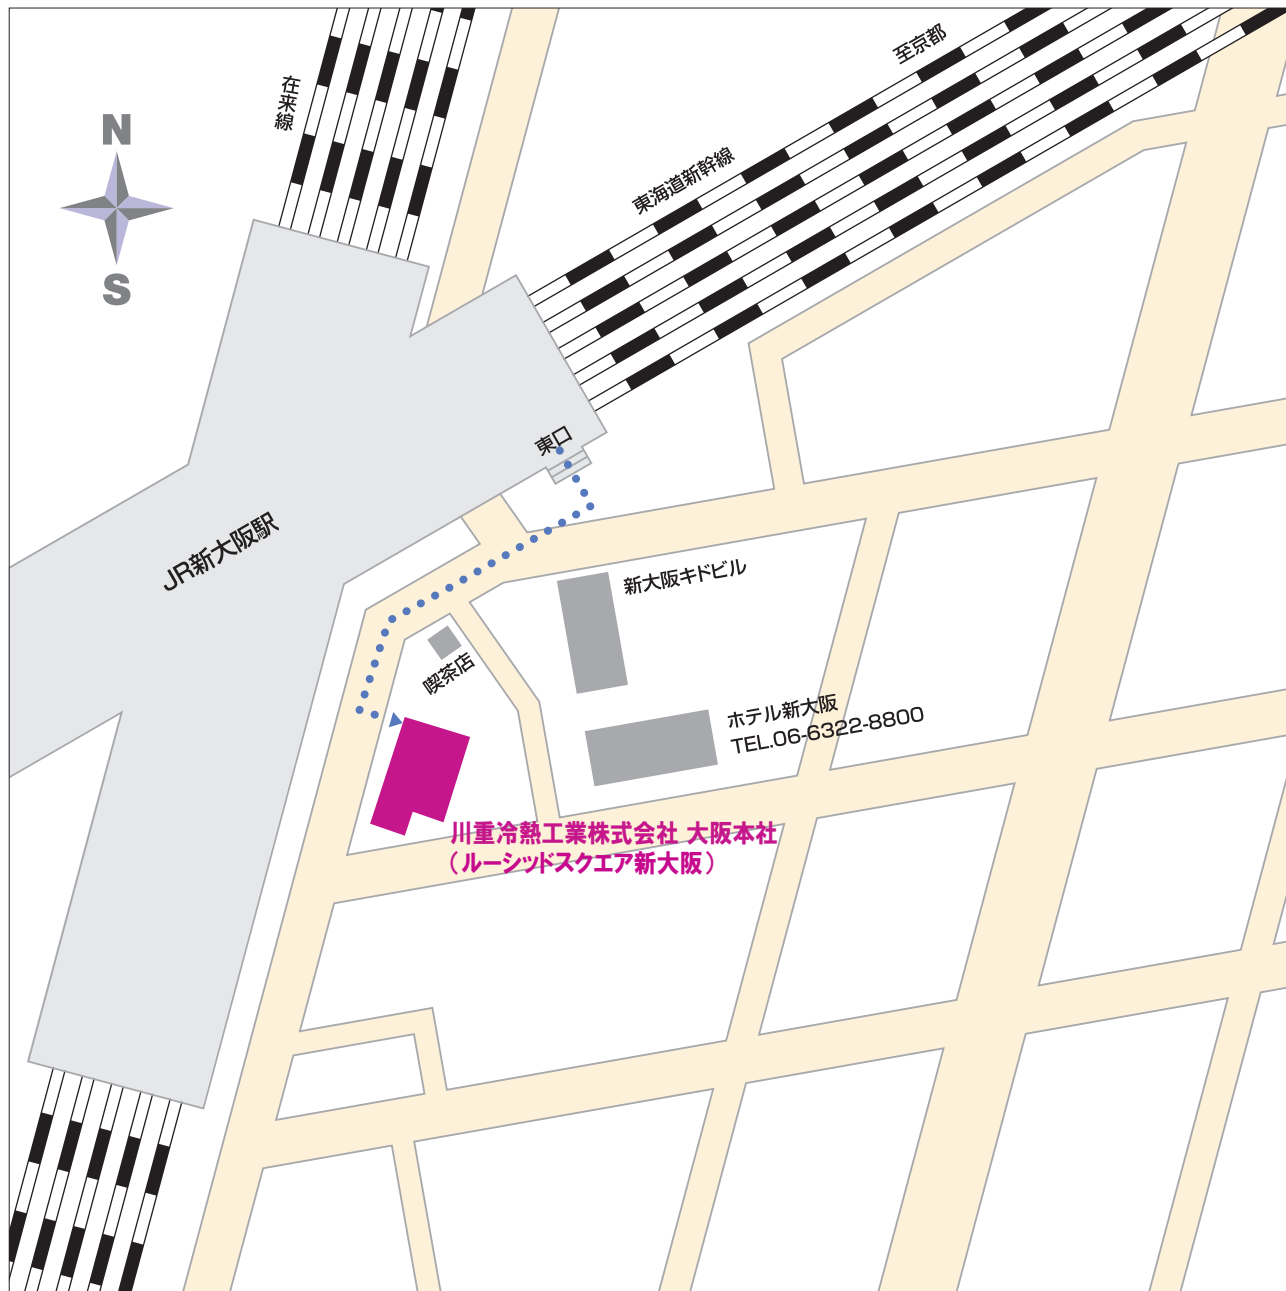 至京都
在来線
N
東海道新幹線
S
東口
JR新大阪駅
新大阪キドビル
喫茶店
ホテル新大阪
TEL.06-6322-8800
川重冷熱工業株式会社 大阪本社
（ルーシッドスクエア新大阪）